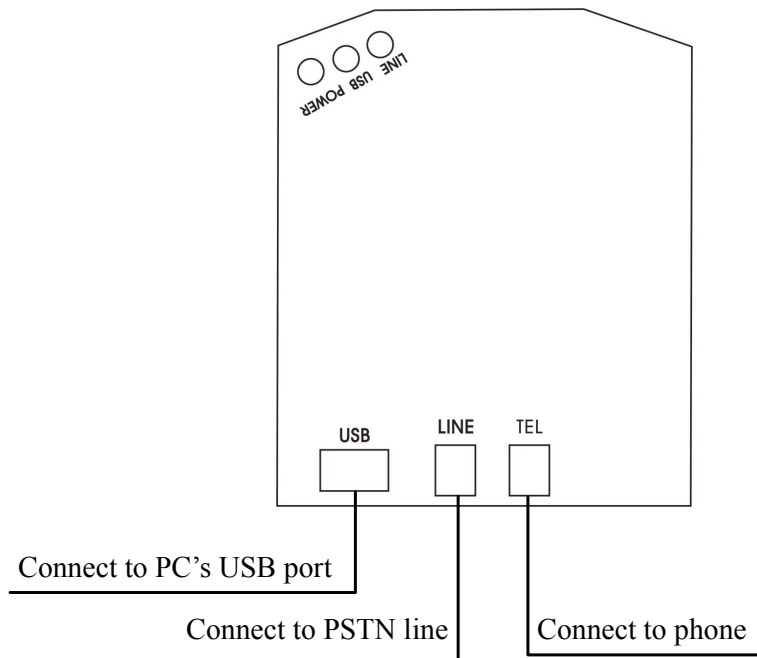 POWER USB LINE
USB LINE TEL
Connect to PC’s USB port
Connect to PSTN line Connect to phone